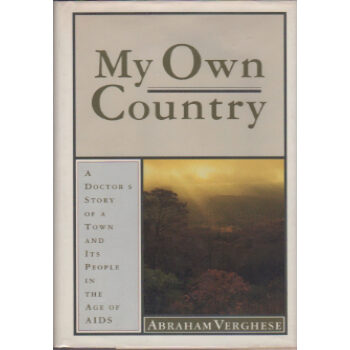 My Own
Country
A
Doctor's
Story
of a
Town
and
Its
People
in
the
Age of
AIDS
Abraham Verghese